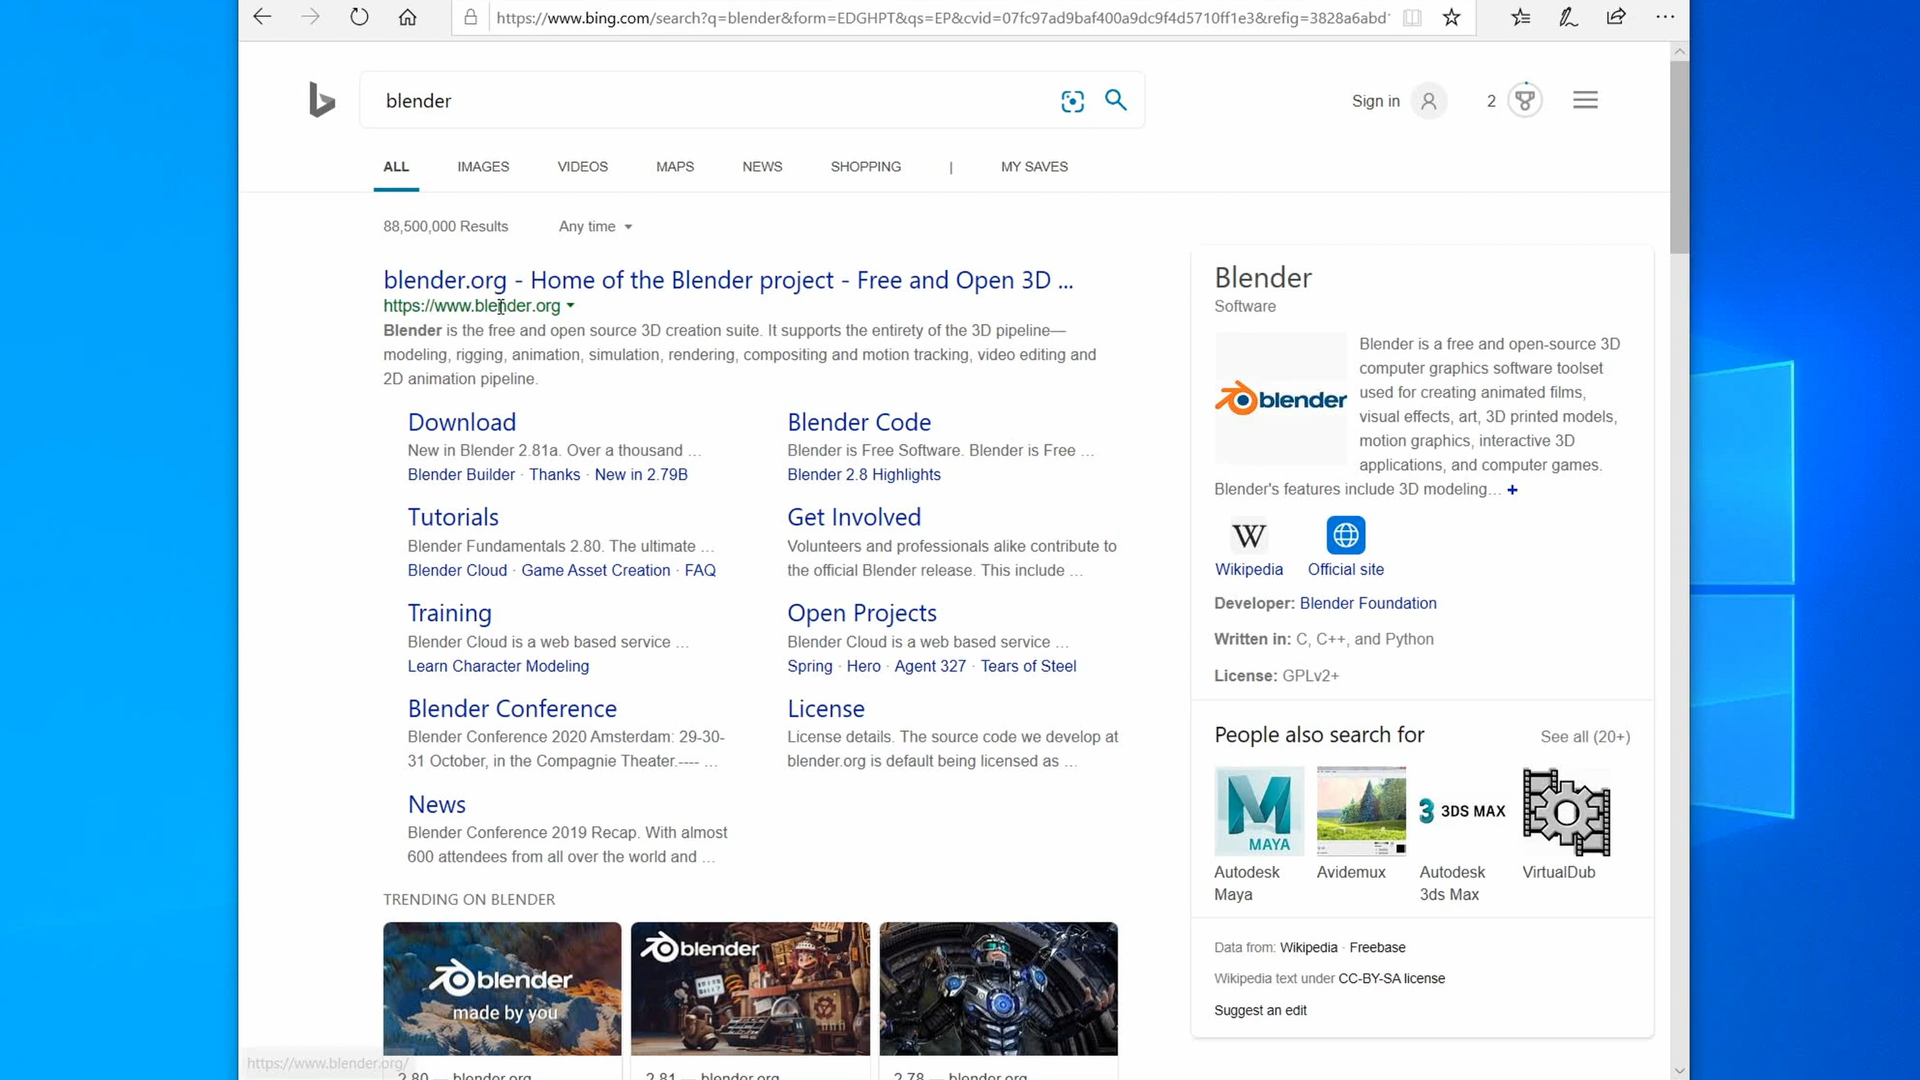 https://www.bing.com/search?q=blender&form=EDGHPT&qs=EP&cvid=07fc97ad9baf400a9dc9f4d5710ff1e3&refig=3828a6abd1
blender
Sign in
2
ALL
IMAGES
VIDEOS
MAPS
NEWS
SHOPPING
|
MY SAVES
88,500,000 Results
Any time
blender.org - Home of the Blender project - Free and Open 3D ...
https://www.blender.org
Blender is the free and open source 3D creation suite. It supports the entirety of the 3D pipeline—
modeling, rigging, animation, simulation, rendering, compositing and motion tracking, video editing and
2D animation pipeline.
Download
New in Blender 2.81a. Over a thousand ...
Blender Builder · Thanks · New in 2.79B
Blender Code
Blender is Free Software. Blender is Free ...
Blender 2.8 Highlights
Tutorials
Blender Fundamentals 2.80. The ultimate ...
Blender Cloud · Game Asset Creation · FAQ
Get Involved
Volunteers and professionals alike contribute to
the official Blender release. This include ...
Training
Blender Cloud is a web based service ...
Learn Character Modeling
Open Projects
Blender Cloud is a web based service ...
Spring · Hero · Agent 327 · Tears of Steel
Blender Conference
Blender Conference 2020 Amsterdam: 29-30-
31 October, in the Compagnie Theater.---- ...
License
License details. The source code we develop at
blender.org is default being licensed as ...
News
Blender Conference 2019 Recap. With almost
600 attendees from all over the world and ...
TRENDING ON BLENDER
blender
made by you
blender
2.80 — blender.org
2.81 — blender.org
2.78 — blender.org
https://www.blender.org/
Blender
Software
blender
Blender is a free and open-source 3D
computer graphics software toolset
used for creating animated films,
visual effects, art, 3D printed models,
motion graphics, interactive 3D
applications, and computer games.
Blender's features include 3D modeling... +
W
Wikipedia
Official site
Developer: Blender Foundation
Written in: C, C++, and Python
License: GPLv2+
People also search for
See all (20+)
MAYA
3 3DS MAX
Autodesk
Maya
Avidemux
Autodesk
3ds Max
VirtualDub
Data from: Wikipedia · Freebase
Wikipedia text under CC-BY-SA license
Suggest an edit